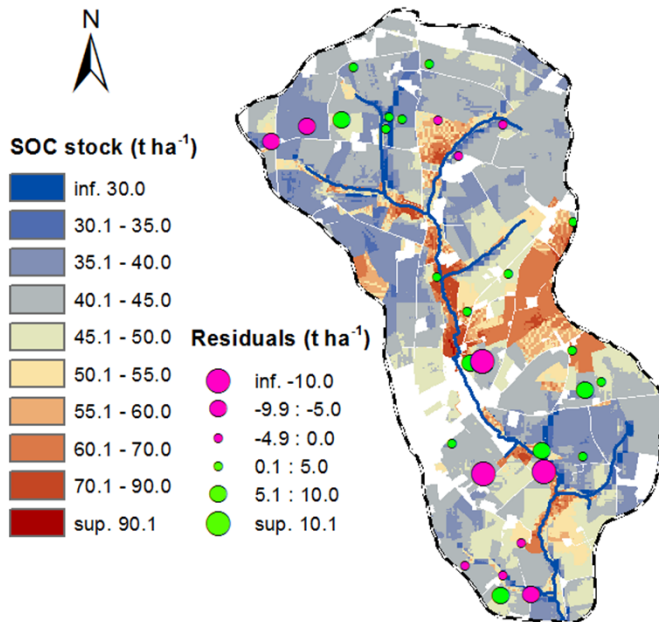 N
SOC stock (t ha⁻¹)
inf. 30.0
30.1 - 35.0
35.1 - 40.0
40.1 - 45.0
45.1 - 50.0
50.1 - 55.0
55.1 - 60.0
60.1 - 70.0
70.1 - 90.0
sup. 90.1
Residuals (t ha⁻¹)
inf. -10.0
-9.9 : -5.0
-4.9 : 0.0
0.1 : 5.0
5.1 : 10.0
sup. 10.1